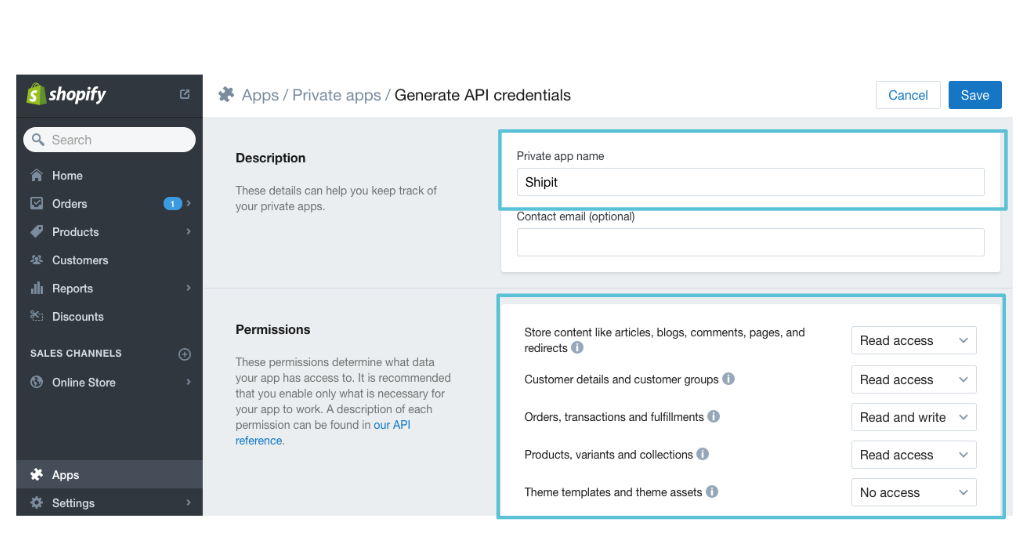 shopify
Apps / Private apps / Generate API credentials
Cancel
Save
Search
Home
Orders
1
Products
Customers
Reports
Discounts
SALES CHANNELS
Online Store
Apps
Settings
Description
These details can help you keep track of
your private apps.
Private app name
Shipit
Contact email (optional)
Permissions
These permissions determine what data
your app has access to. It is recommended
that you enable only what is necessary for
your app to work. A description of each
permission can be found in our API
reference.
Store content like articles, blogs, comments, pages, and
redirects
Read access
Customer details and customer groups
Read access
Orders, transactions and fulfillments
Read and write
Products, variants and collections
Read access
Theme templates and theme assets
No access